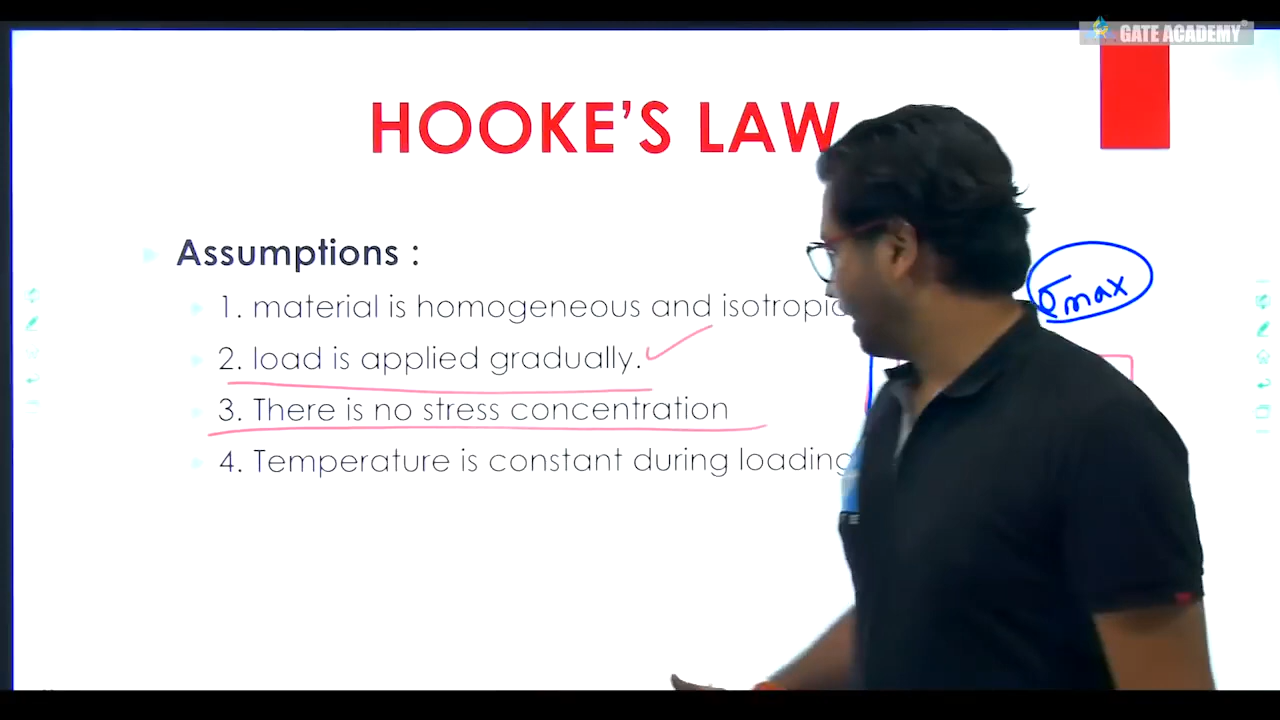 GATE ACADEMY®
HOOKE’S LAW
Assumptions :
1. material is homogeneous and isotropic
σmax
2. load is applied gradually.
3. There is no stress concentration
4. Temperature is constant during loading